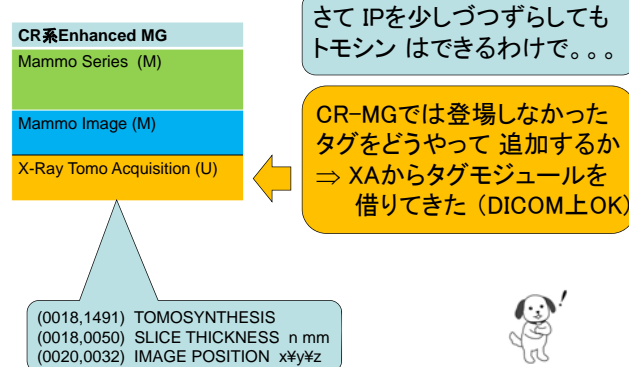 CR系Enhanced MG
Mammo Series  (M)
Mammo Image (M)
X-Ray Tomo Acquisition (U)
さて IPを少しづつずらしても
トモシン はできるわけで。。。
CR-MGでは登場しなかった
タグをどうやって 追加するか
⇒ XAからタグモジュールを
借りてきた (DICOM上OK)
(0018,1491)  TOMOSYNTHESIS
(0018,0050)  SLICE THICKNESS  n mm
(0020,0032)  IMAGE POSITION  x¥y¥z
!